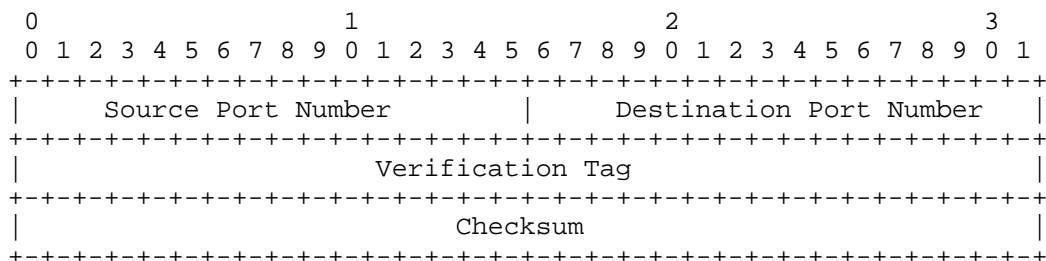 0                   1                   2                   3
 0 1 2 3 4 5 6 7 8 9 0 1 2 3 4 5 6 7 8 9 0 1 2 3 4 5 6 7 8 9 0 1
+-+-+-+-+-+-+-+-+-+-+-+-+-+-+-+-+-+-+-+-+-+-+-+-+-+-+-+-+-+-+-+-+
|     Source Port Number        |     Destination Port Number   |
+-+-+-+-+-+-+-+-+-+-+-+-+-+-+-+-+-+-+-+-+-+-+-+-+-+-+-+-+-+-+-+-+
|                      Verification Tag                         |
+-+-+-+-+-+-+-+-+-+-+-+-+-+-+-+-+-+-+-+-+-+-+-+-+-+-+-+-+-+-+-+-+
|                           Checksum                            |
+-+-+-+-+-+-+-+-+-+-+-+-+-+-+-+-+-+-+-+-+-+-+-+-+-+-+-+-+-+-+-+-+